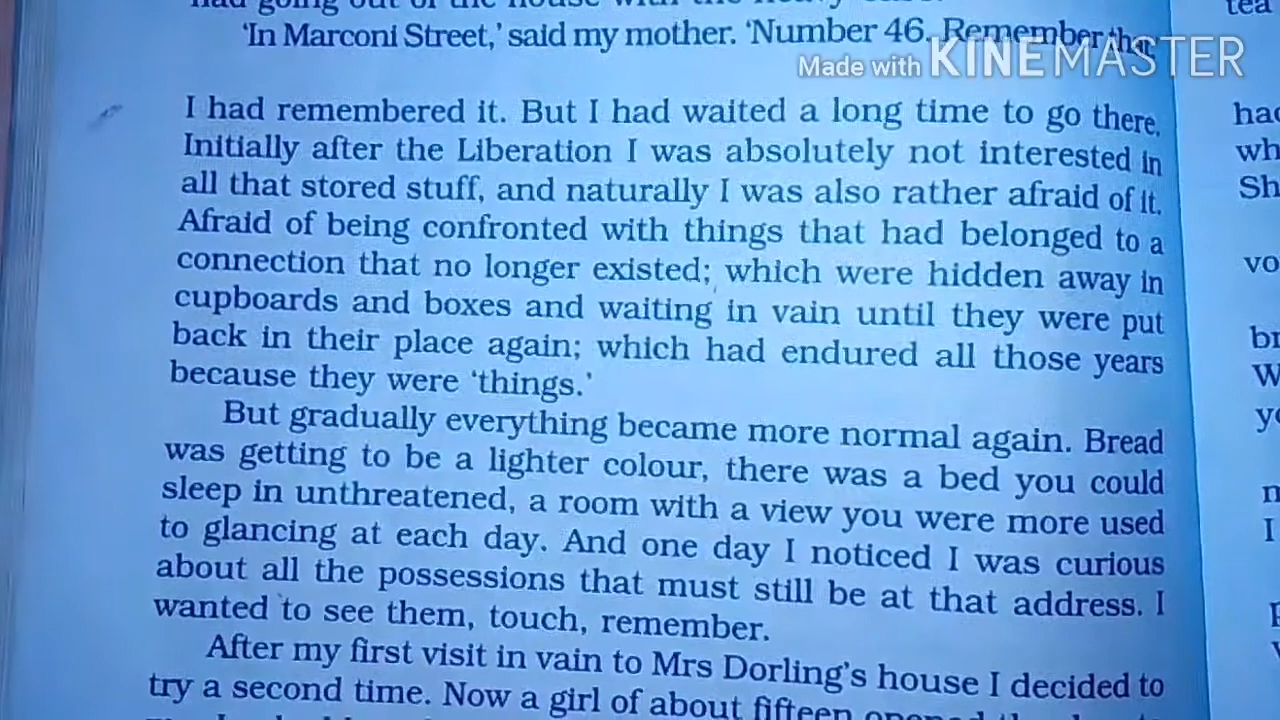 'In Marconi Street,' said my mother. 'Number 46. Remember that
Made with KINEMASTER
I had remembered it. But I had waited a long time to go there.
Initially after the Liberation I was absolutely not interested in
all that stored stuff, and naturally I was also rather afraid of it.
Afraid of being confronted with things that had belonged to a
connection that no longer existed; which were hidden away in
cupboards and boxes and waiting in vain until they were put
back in their place again; which had endured all those years
because they were 'things.'
But gradually everything became more normal again. Bread
was getting to be a lighter colour, there was a bed you could
sleep in unthreatened, a room with a view you were more used
to glancing at each day. And one day I noticed I was curious
about all the possessions that must still be at that address. I
wanted to see them, touch, remember.
After my first visit in vain to Mrs Dorling's house I decided to
try a second time. Now a girl of about fifteen opened
tea